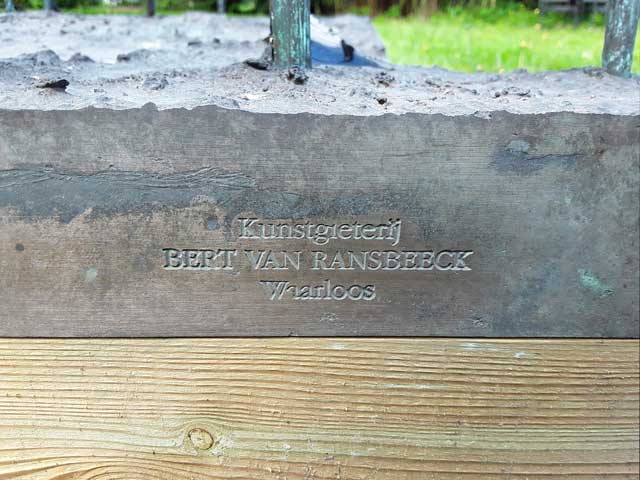 Kunstgieterij
BERT VAN RANSBEECK
Waarloos